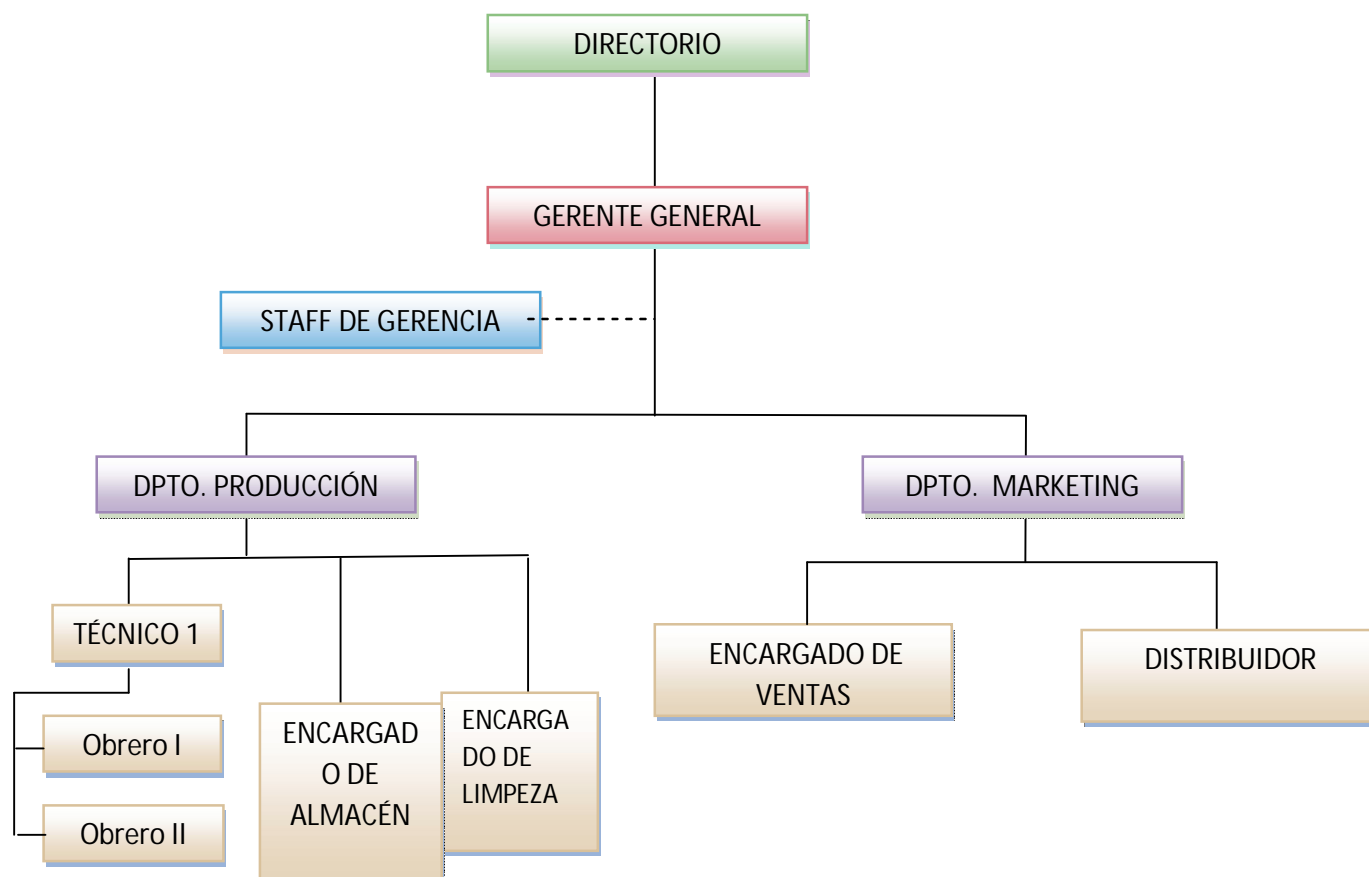 DIRECTORIO
GERENTE GENERAL
STAFF DE GERENCIA
DPTO. PRODUCCIÓN
DPTO. MARKETING
TÉCNICO 1
Obrero I
Obrero II
ENCARGAD
O DE
ALMACÉN
ENCARGA
DO DE
LIMPEZA
ENCARGADO DE
VENTAS
DISTRIBUIDOR